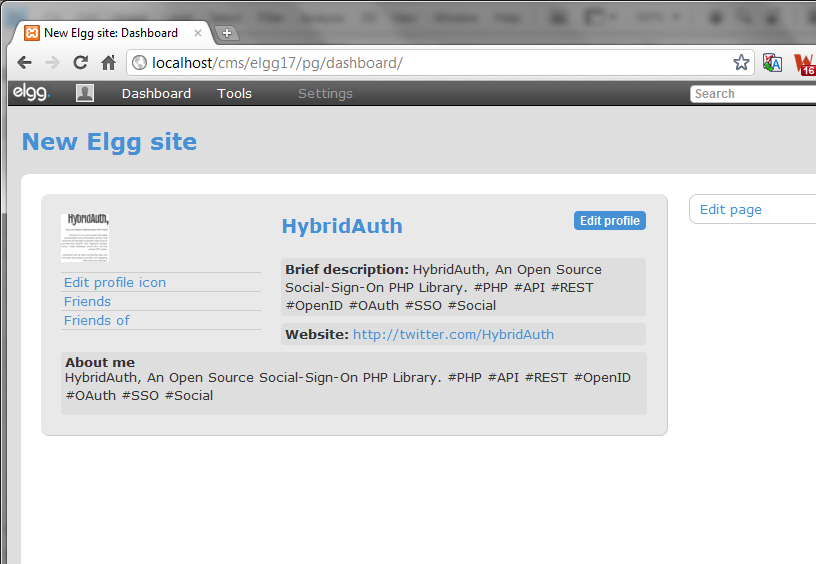 New Elgg site: Dashboard
localhost/cms/elgg17/pg/dashboard/
16
elgg.
Dashboard
Tools
Settings
Search
New Elgg site
HybridAuth,
HybridAuth
Edit profile
Edit page
Edit profile icon
Friends
Friends of
Brief description: HybridAuth, An Open Source
Social-Sign-On PHP Library. #PHP #API #REST
#OpenID #OAuth #SSO #Social
Website: http://twitter.com/HybridAuth
About me
HybridAuth, An Open Source Social-Sign-On PHP Library. #PHP #API #REST #OpenID
#OAuth #SSO #Social